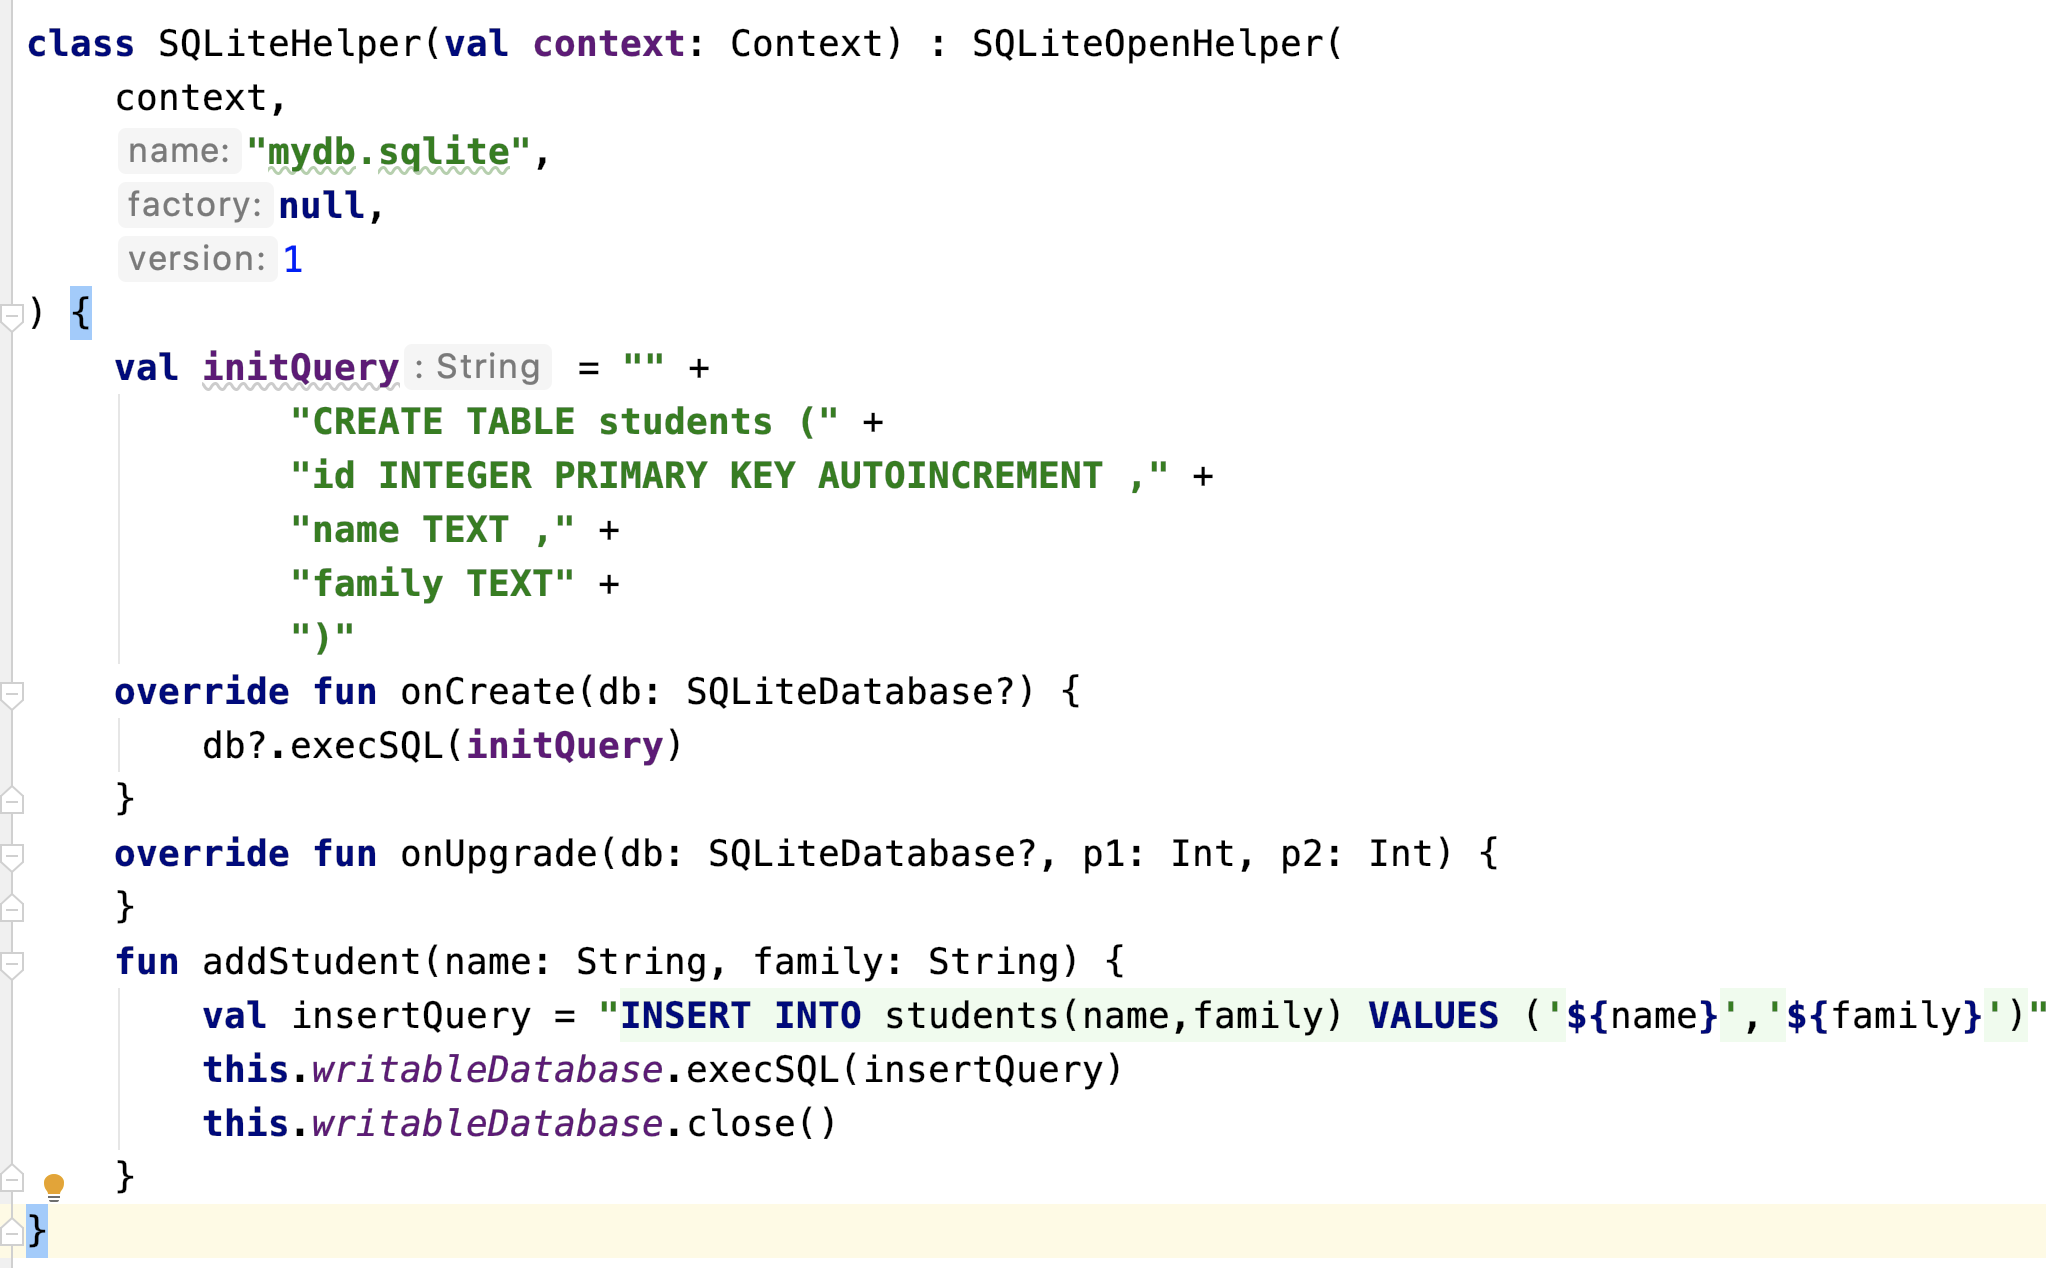 class SQLiteHelper(val context: Context) : SQLiteOpenHelper(
    context,
    name: "mydb.sqlite",
    factory: null,
    version: 1
) {
    val initQuery: String = "" +
            "CREATE TABLE students (" +
            "id INTEGER PRIMARY KEY AUTOINCREMENT ," +
            "name TEXT ," +
            "family TEXT" +
            ")"
    override fun onCreate(db: SQLiteDatabase?) {
        db?.execSQL(initQuery)
    }
    override fun onUpgrade(db: SQLiteDatabase?, p1: Int, p2: Int) {
    }
    fun addStudent(name: String, family: String) {
        val insertQuery = "INSERT INTO students(name,family) VALUES ('${name}','${family}')"
        this.writableDatabase.execSQL(insertQuery)
        this.writableDatabase.close()
    }
}